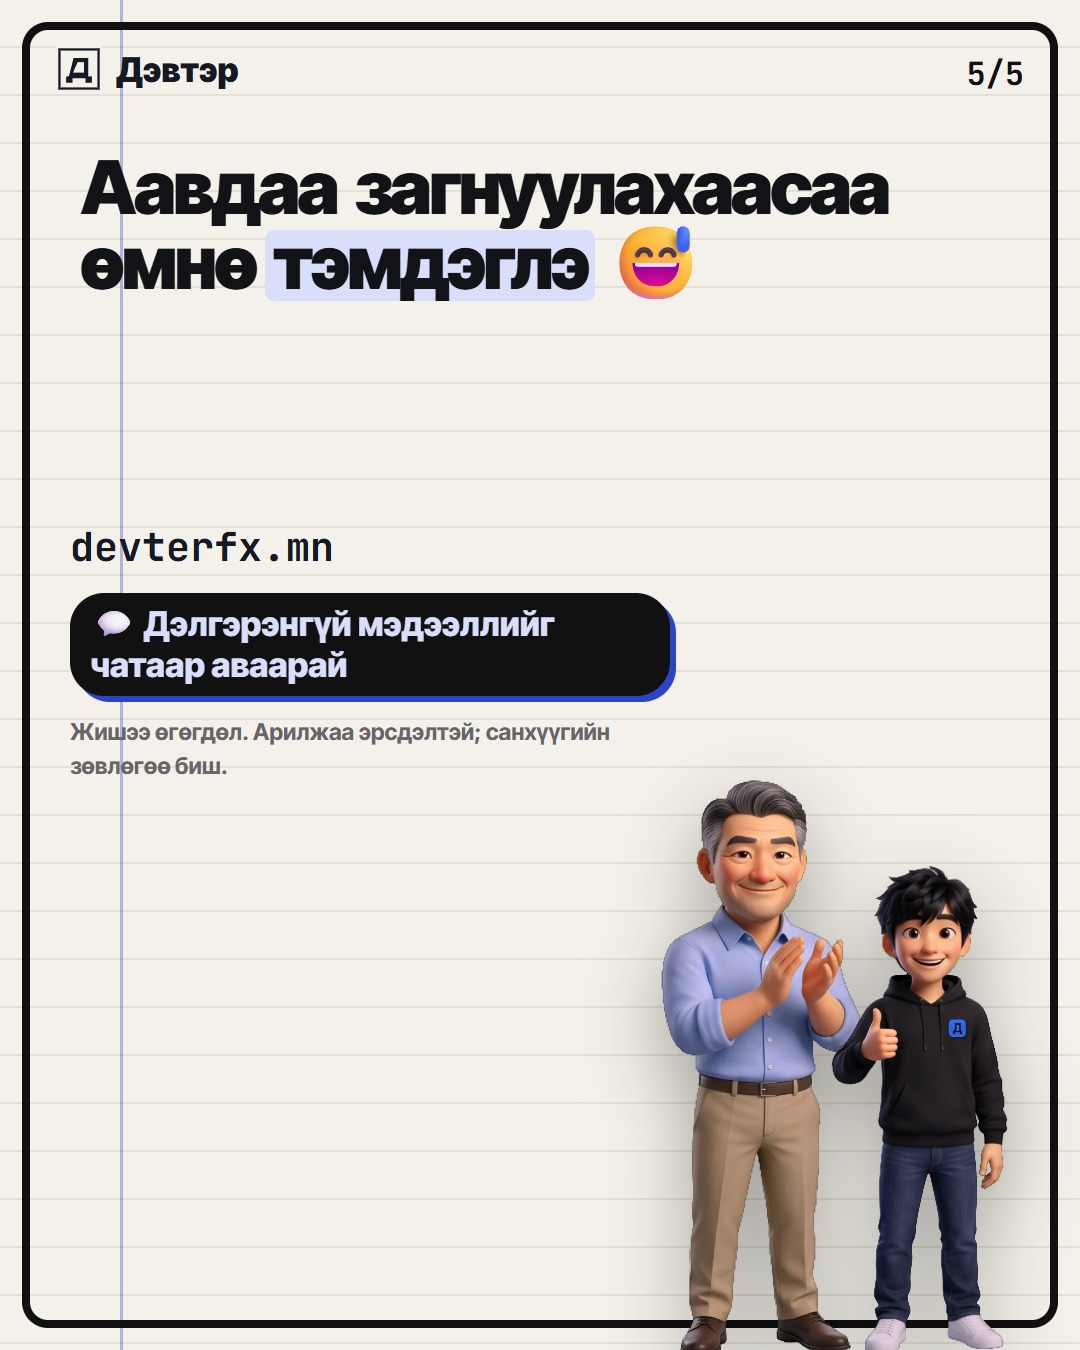 Д Дэвтэр
5/5
Аавдаа загнуулахаасаа
өмнө тэмдэглэ 😅
devterfx.mn
💬 Дэлгэрэнгүй мэдээллийг
чатаар аваарай
Жишээ өгөгдөл. Арилжаа эрсдэлтэй; санхүүгийн
зөвлөгөө биш.
Д